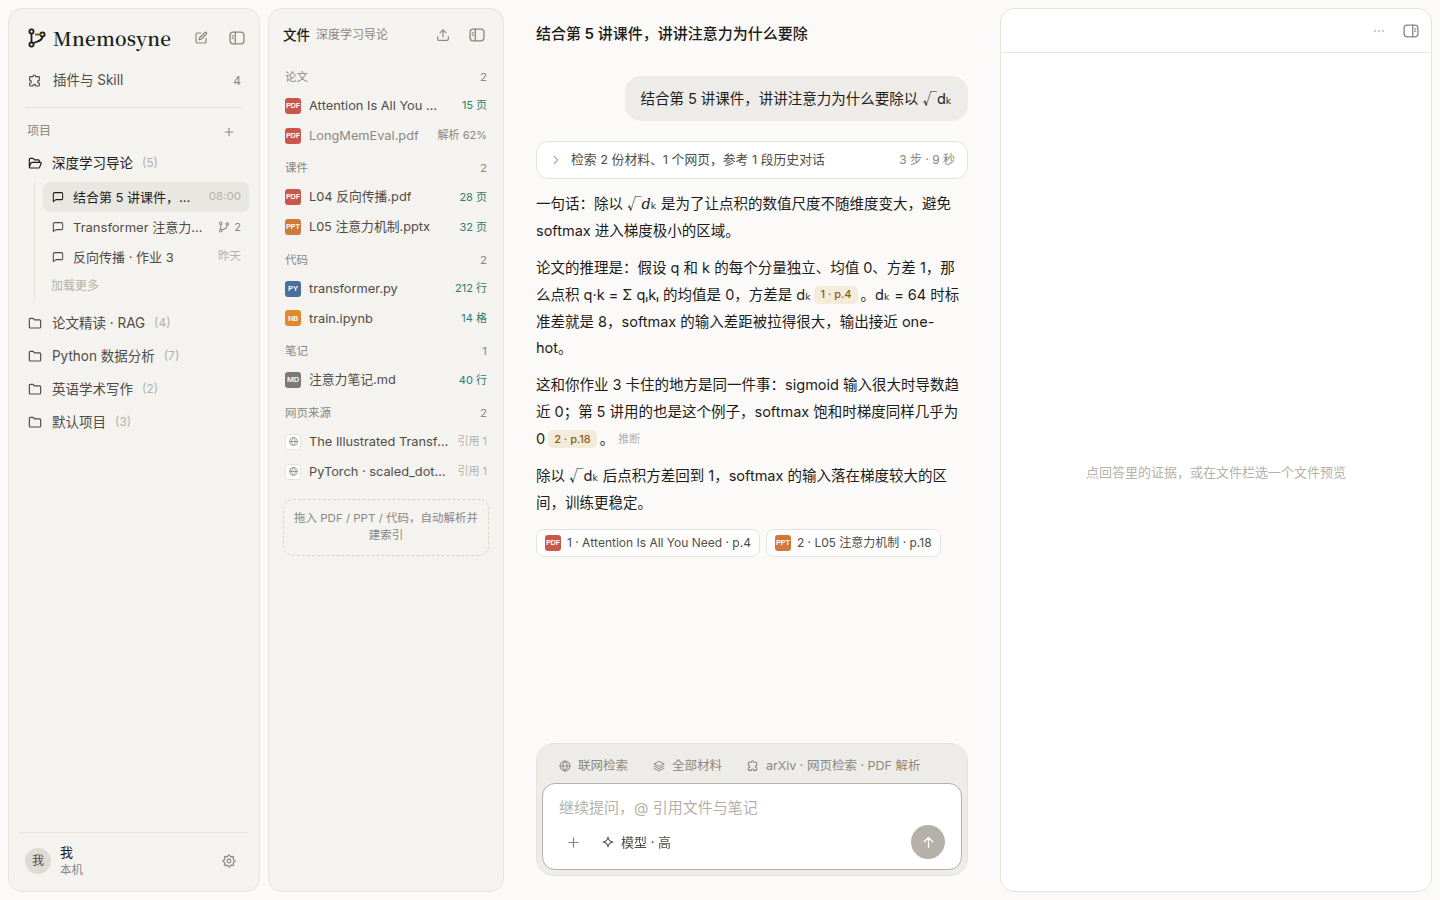 Mnemosyne
插件与 Skill 4
项目
深度学习导论 (5)
结合第 5 讲课件，... 08:00
Transformer 注意力... 2
反向传播 · 作业 3 昨天
加载更多
论文精读 · RAG (4)
Python 数据分析 (7)
英语学术写作 (2)
默认项目 (3)
我 我
本机
文件 深度学习导论
论文 2
PDF Attention Is All You ... 15 页
PDF LongMemEval.pdf 解析 62%
课件 2
PDF L04 反向传播.pdf 28 页
PPT L05 注意力机制.pptx 32 页
代码 2
PY transformer.py 212 行
NB train.ipynb 14 格
笔记 1
MD 注意力笔记.md 40 行
网页来源 2
The Illustrated Transf... 引用 1
PyTorch · scaled_dot... 引用 1
拖入 PDF / PPT / 代码，自动解析并
建索引
结合第 5 讲课件，讲讲注意力为什么要除
结合第 5 讲课件，讲讲注意力为什么要除以 √dₖ
检索 2 份材料、1 个网页，参考 1 段历史对话 3 步 · 9 秒
一句话：除以 √dₖ 是为了让点积的数值尺度不随维度变大，避免
softmax 进入梯度极小的区域。
论文的推理是：假设 q 和 k 的每个分量独立、均值 0、方差 1，那
么点积 q·k = Σ qᵢkᵢ 的均值是 0，方差是 dₖ 1 · p.4 。dₖ = 64 时标
准差就是 8，softmax 的输入差距被拉得很大，输出接近 one-
hot。
这和你作业 3 卡住的地方是同一件事：sigmoid 输入很大时导数趋
近 0；第 5 讲用的也是这个例子，softmax 饱和时梯度同样几乎为
0 2 · p.18 。 推断
除以 √dₖ 后点积方差回到 1，softmax 的输入落在梯度较大的区
间，训练更稳定。
PDF 1 · Attention Is All You Need · p.4 PPT 2 · L05 注意力机制 · p.18
联网检索 全部材料 arXiv · 网页检索 · PDF 解析
继续提问，@ 引用文件与笔记
模型 · 高
点回答里的证据，或在文件栏选一个文件预览